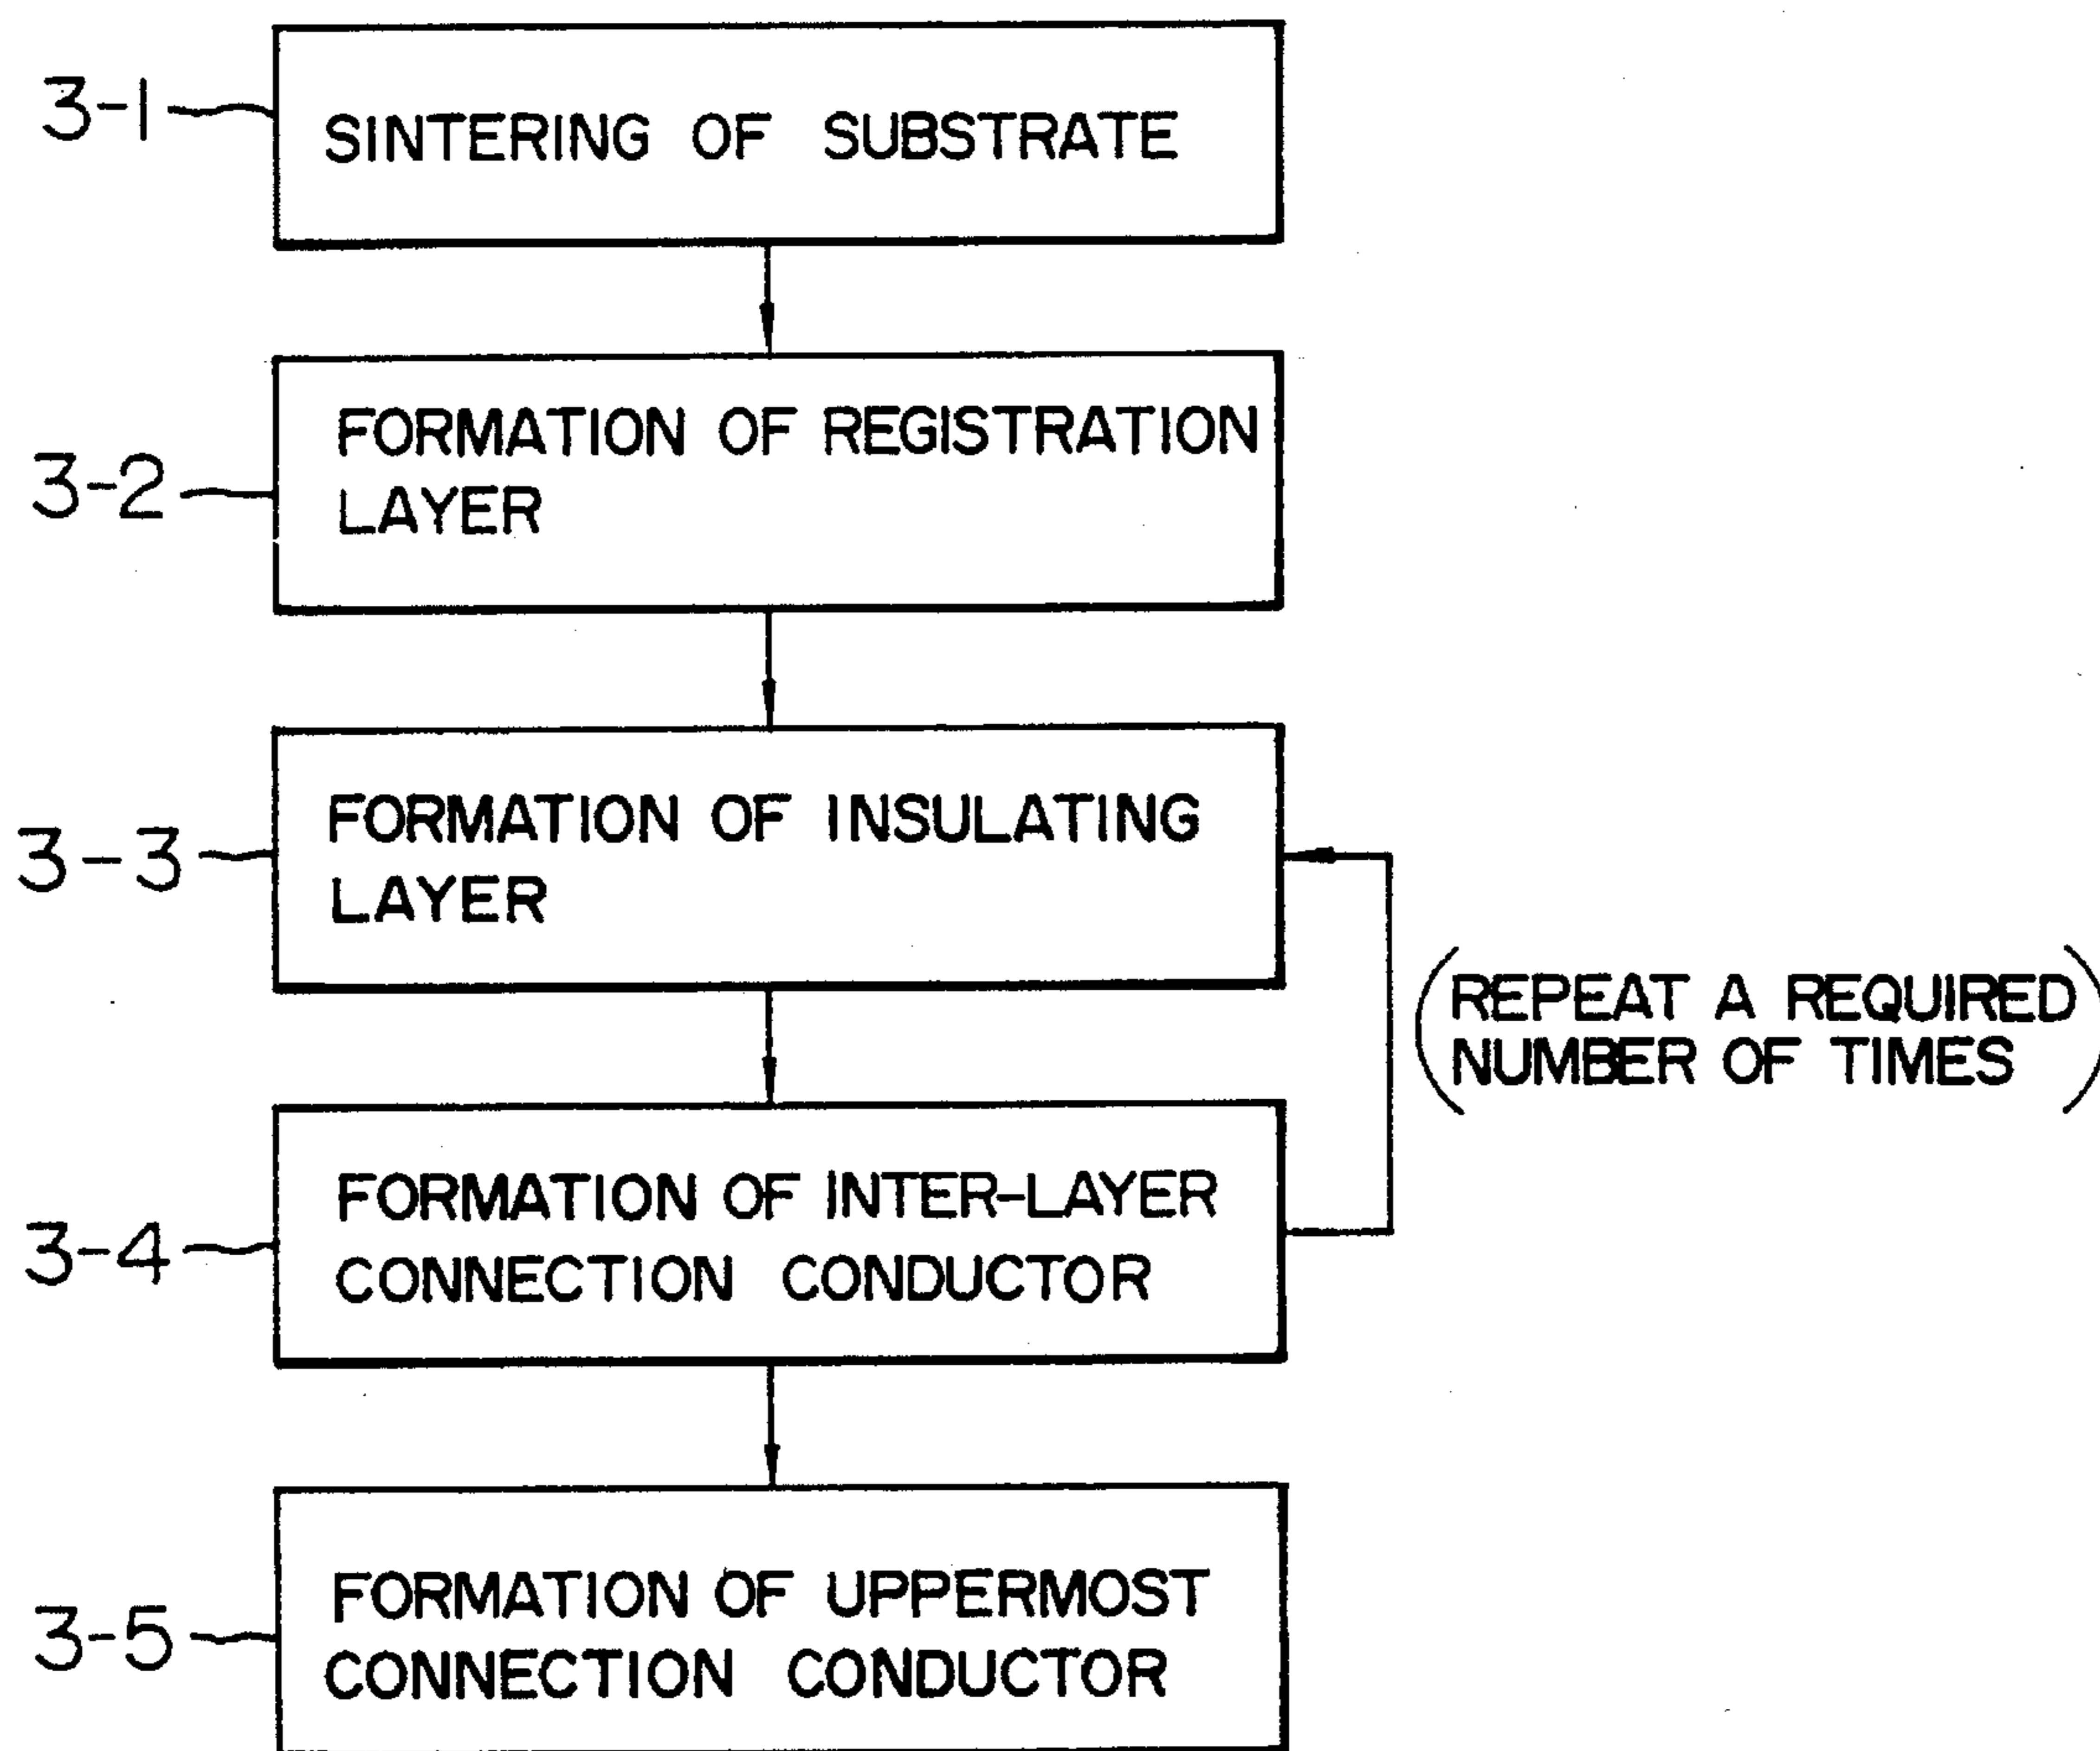 3-1
SINTERING OF SUBSTRATE
3-2
FORMATION OF REGISTRATION
LAYER
3-3
FORMATION OF INSULATING
LAYER
(REPEAT A REQUIRED
NUMBER OF TIMES)
3-4
FORMATION OF INTER-LAYER
CONNECTION CONDUCTOR
3-5
FORMATION OF UPPERMOST
CONNECTION CONDUCTOR